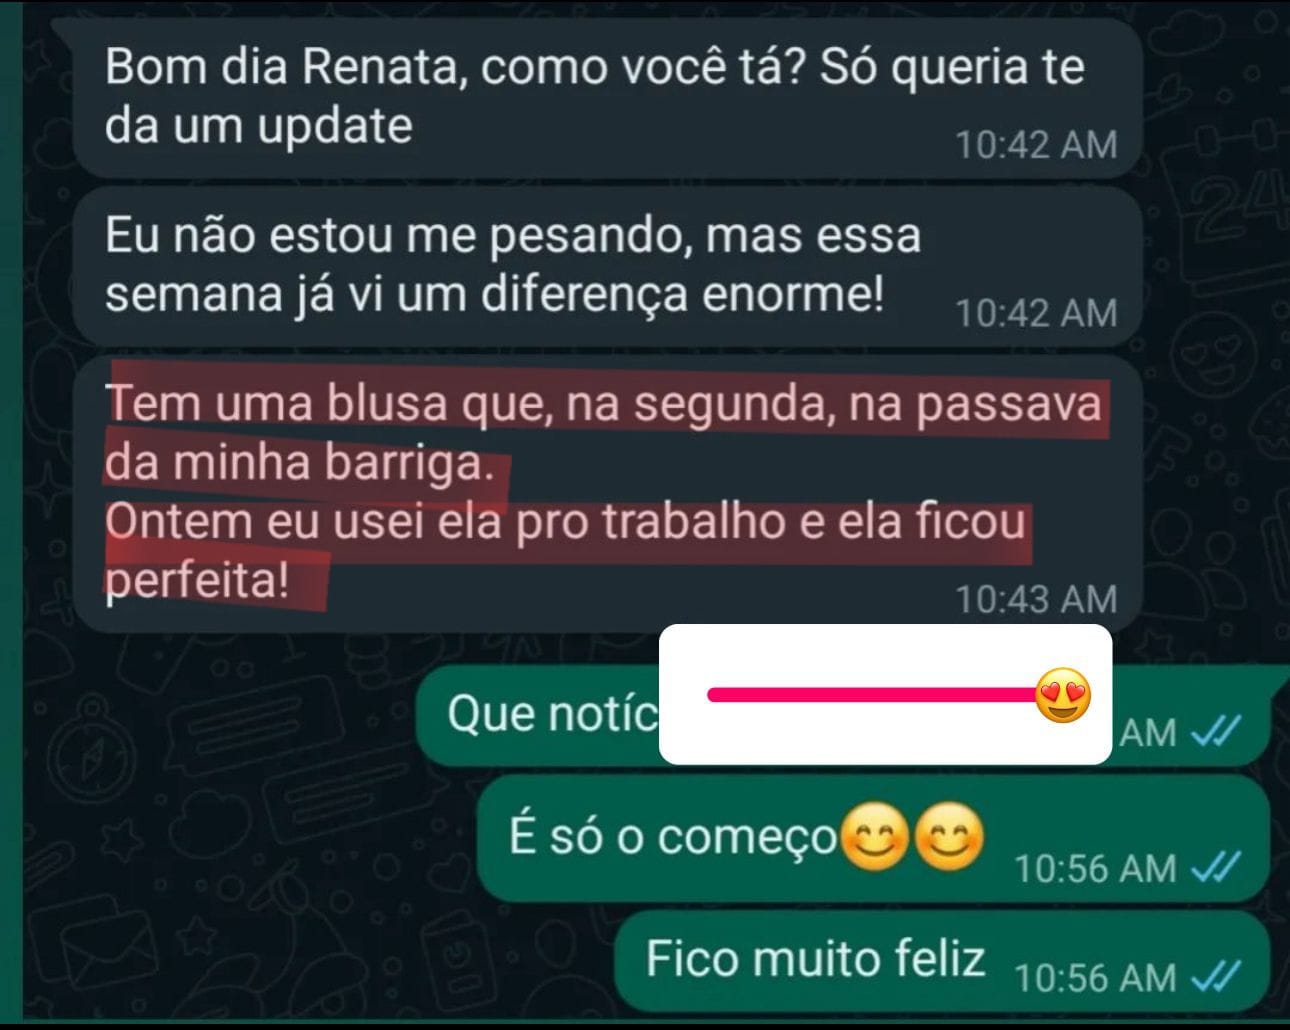 Bom dia Renata, como você tá? Só queria te
da um update
10:42 AM
Eu não estou me pesando, mas essa
semana já vi um diferença enorme!
10:42 AM
Tem uma blusa que, na segunda, na passava
da minha barriga.
Ontem eu usei ela pro trabalho e ela ficou
perfeita!
10:43 AM
Que AM
É só o começo😊😊
10:56 AM
Fico muito feliz
10:56 AM